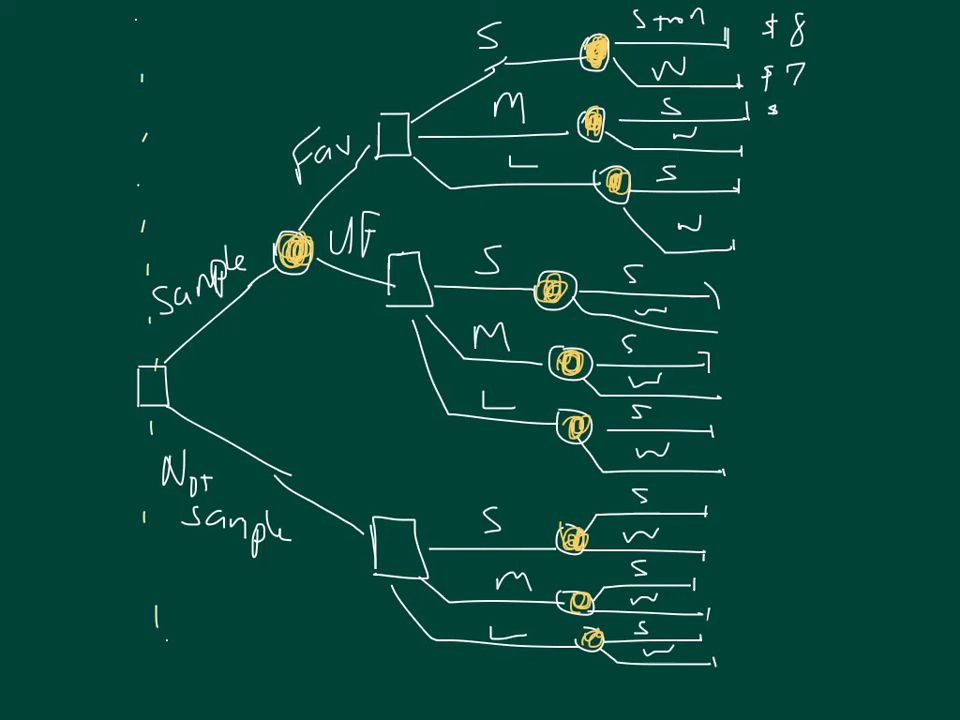 S Stron $ 8
W $ 7
M S $
W
Fav L S
W
UF S S
W
Sample M S
W
L S
W
Not
Sample S S
W
M S
W
L S
W